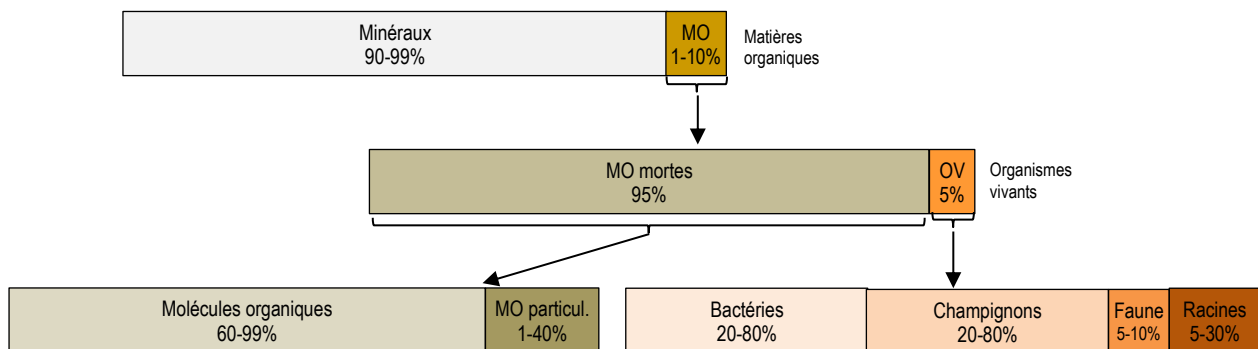 Minéraux
90-99%
MO
1-10%
Matières
organiques
MO mortes
95%
OV
5%
Organismes
vivants
Molécules organiques
60-99%
MO particul.
1-40%
Bactéries
20-80%
Champignons
20-80%
Faune
5-10%
Racines
5-30%